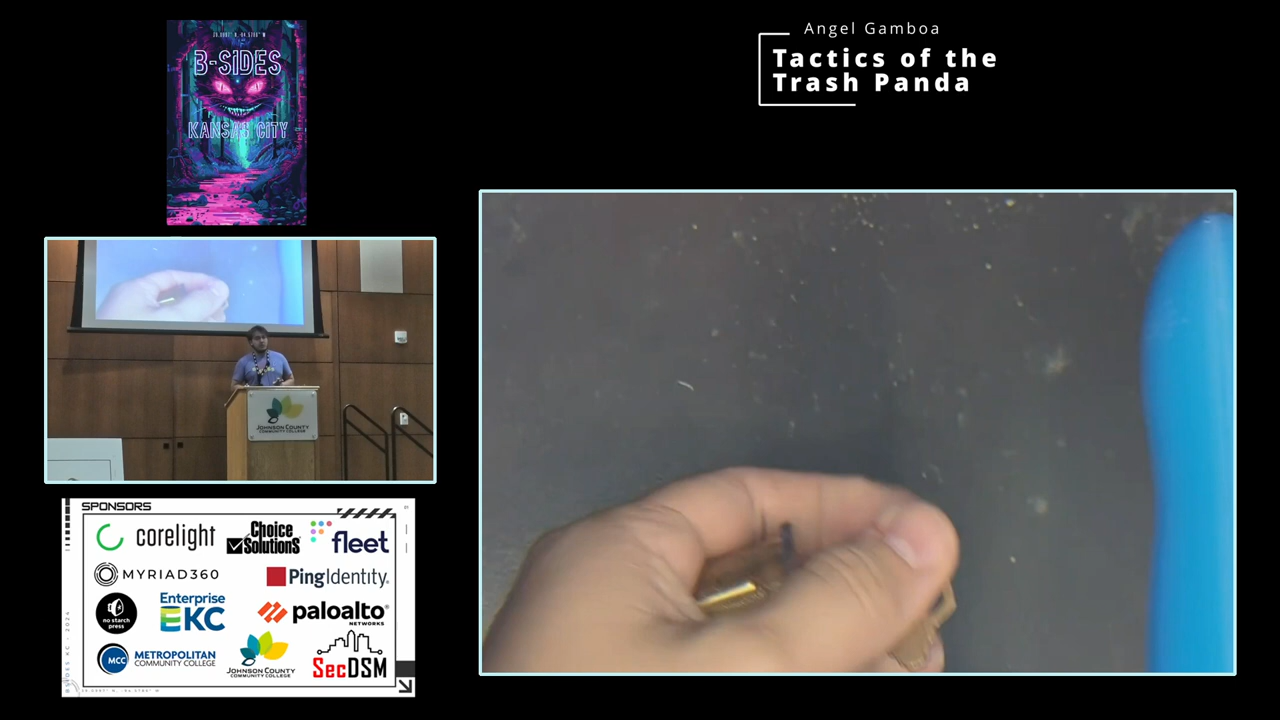 Angel Gamboa
Tactics of the
Trash Panda
B-SIDES
KANSAS CITY
JOHNSON COUNTY
COMMUNITY COLLEGE
SPONSORS
corelight
Choice
Solutions
fleet
MYRIAD360
PingIdentity
no starch
press
Enterprise
EKC
paloalto
NETWORKS
MCC
METROPOLITAN
COMMUNITY COLLEGE
JOHNSON COUNTY
COMMUNITY COLLEGE
SecDSM